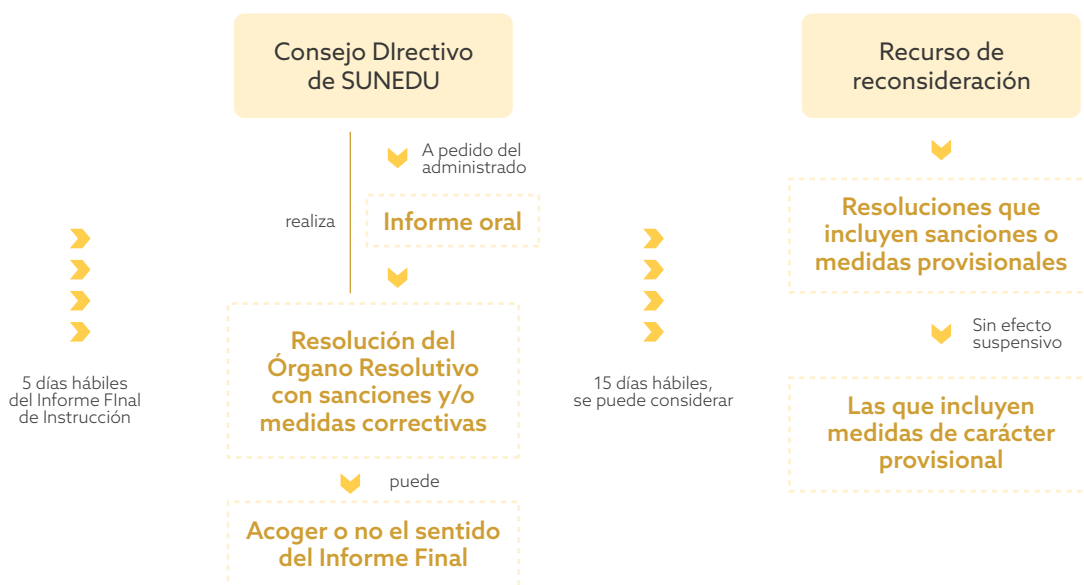 5 días hábiles
del Informe FInal
de Instrucción
Consejo DIrectivo
de SUNEDU
A pedido del
administrado
realiza
Informe oral
Resolución del
Órgano Resolutivo
con sanciones y/o
medidas correctivas
puede
Acoger o no el sentido
del Informe Final
15 días hábiles,
se puede considerar
Recurso de
reconsideración
Resoluciones que
incluyen sanciones o
medidas provisionales
Sin efecto
suspensivo
Las que incluyen
medidas de carácter
provisional